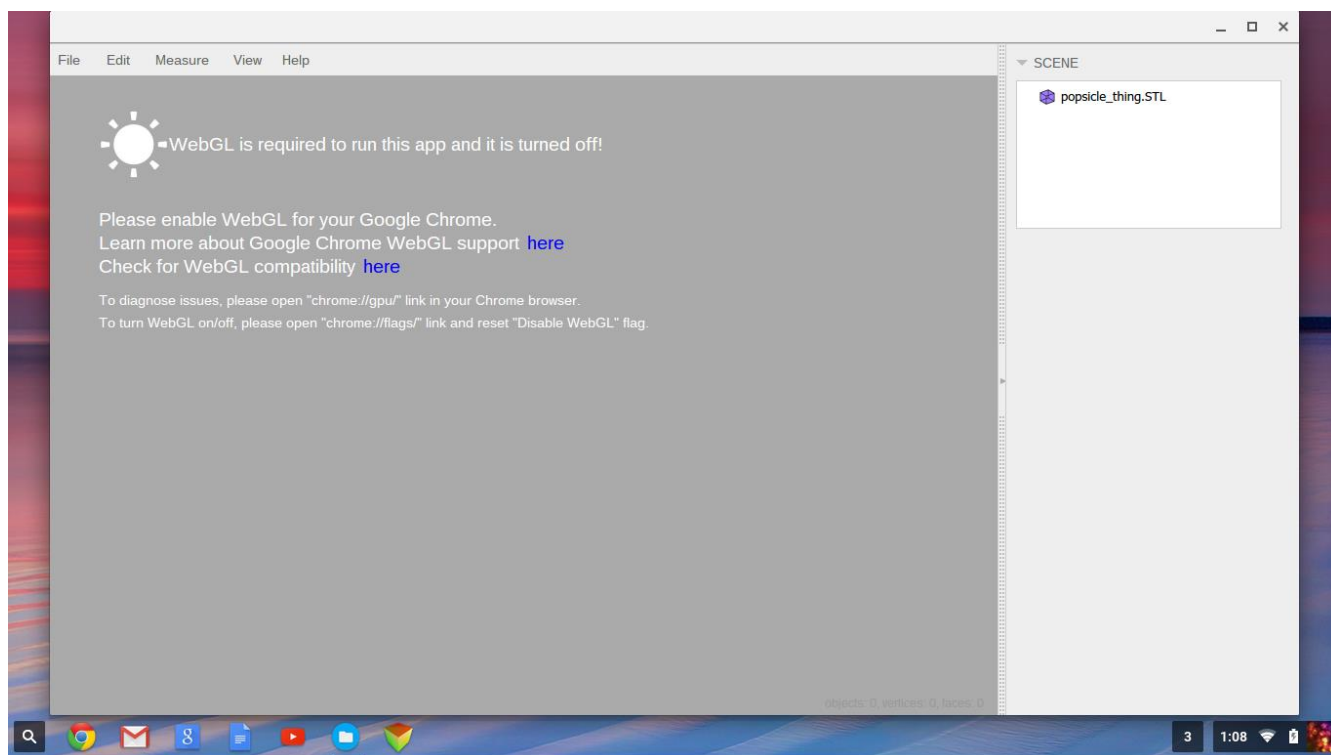 File Edit Measure View Help
SCENE
popsicle_thing.STL
WebGL is required to run this app and it is turned off!
Please enable WebGL for your Google Chrome.
Learn more about Google Chrome WebGL support here
Check for WebGL compatibility here
To diagnose issues, please open "chrome://gpu/" link in your Chrome browser.
To turn WebGL on/off, please open "chrome://flags/" link and reset "Disable WebGL" flag.
objects: 0, vertices: 0, faces: 0
8
3 1:08